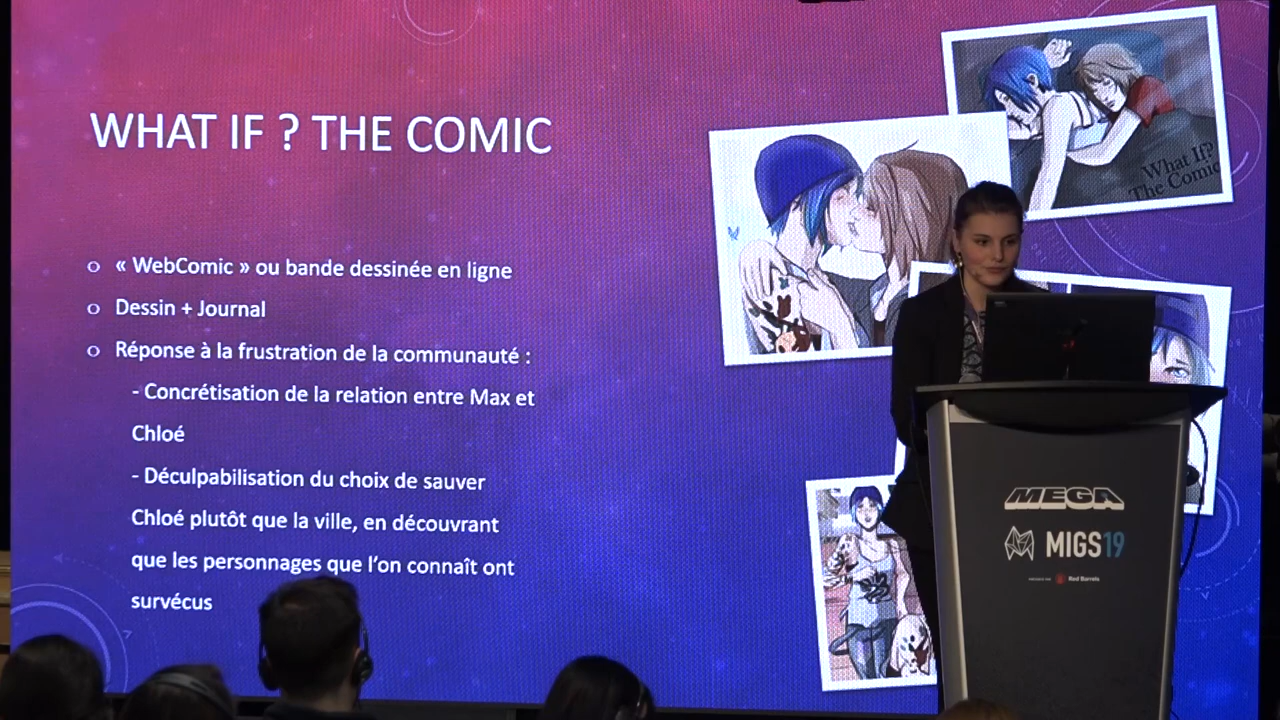 WHAT IF ? THE COMIC
« WebComic » ou bande dessinée en ligne
Dessin + Journal
Réponse à la frustration de la communauté :
- Concrétisation de la relation entre Max et
Chloé
- Déculpabilisation du choix de sauver
Chloé plutôt que la ville, en découvrant
que les personnages que l’on connaît ont
survécus
What If?
The Comic
MEGA
MIGS19
Red Barrels